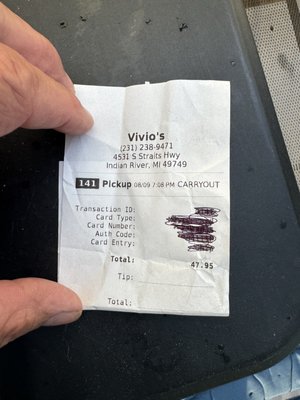 Vivio's
(231) 238-9471
4531 S Straits Hwy
Indian River, MI 49749
141 Pickup 08/09 7:08 PM CARRYOUT
Transaction ID:
Card Type:
Card Number:
Auth Code:
Card Entry:
Total: 47.95
Tip:
Total: